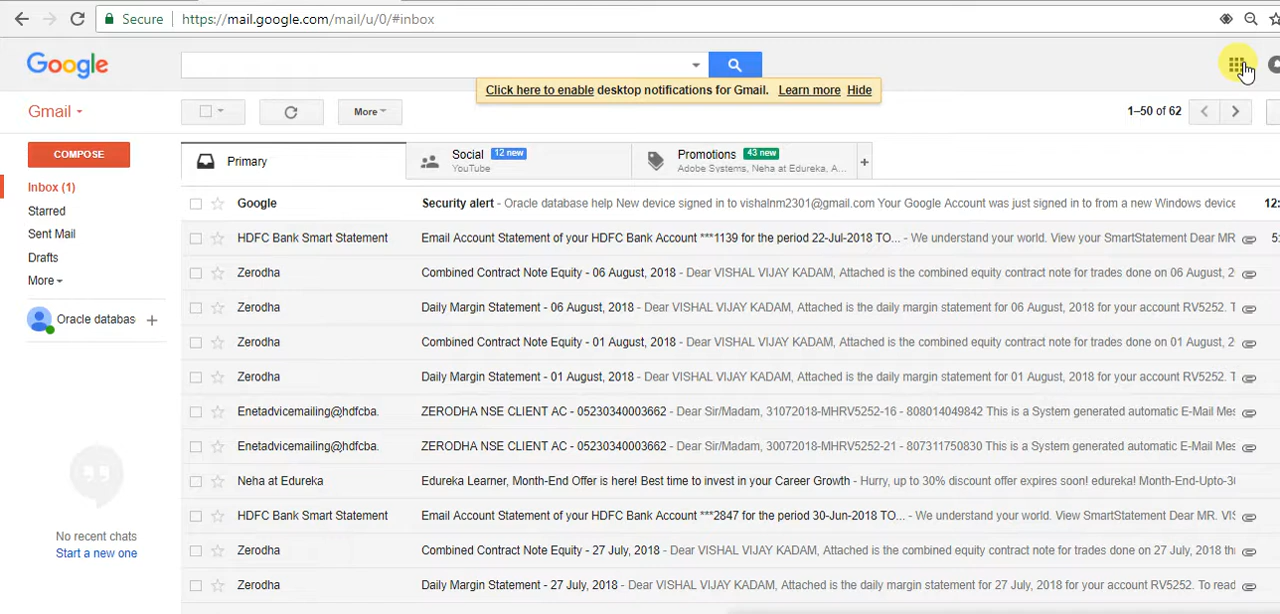 Secure https://mail.google.com/mail/u/0/#inbox
Google
Click here to enable desktop notifications for Gmail. Learn more Hide
Gmail
More
1–50 of 62
COMPOSE
Primary
Social 12 new
YouTube
Promotions 43 new
Adobe Systems, Neha at Edureka, A...
+
Inbox (1)
Starred
Sent Mail
Drafts
More
Oracle databas +
No recent chats
Start a new one
Google Security alert - Oracle database help New device signed in to vishalnm2301@gmail.com Your Google Account was just signed in to from a new Windows device 12:
HDFC Bank Smart Statement Email Account Statement of your HDFC Bank Account ***1139 for the period 22-Jul-2018 TO... - We understand your world. View your SmartStatement Dear MR. 5:
Zerodha Combined Contract Note Equity - 06 August, 2018 - Dear VISHAL VIJAY KADAM, Attached is the combined equity contract note for trades done on 06 August, 2
Zerodha Daily Margin Statement - 06 August, 2018 - Dear VISHAL VIJAY KADAM, Attached is the daily margin statement for 06 August, 2018 for your account RV5252. T
Zerodha Combined Contract Note Equity - 01 August, 2018 - Dear VISHAL VIJAY KADAM, Attached is the combined equity contract note for trades done on 01 August, 2
Zerodha Daily Margin Statement - 01 August, 2018 - Dear VISHAL VIJAY KADAM, Attached is the daily margin statement for 01 August, 2018 for your account RV5252. T
Enetadvicemailing@hdfcba. ZERODHA NSE CLIENT AC - 05230340003662 - Dear Sir/Madam, 31072018-MHRV5252-16 - 808014049842 This is a System generated automatic E-Mail Mes
Enetadvicemailing@hdfcba. ZERODHA NSE CLIENT AC - 05230340003662 - Dear Sir/Madam, 30072018-MHRV5252-21 - 807311750830 This is a System generated automatic E-Mail Mes
Neha at Edureka Edureka Learner, Month-End Offer is here! Best time to invest in your Career Growth - Hurry, up to 30% discount offer expires soon! edureka! Month-End-Upto-30
HDFC Bank Smart Statement Email Account Statement of your HDFC Bank Account ***2847 for the period 30-Jun-2018 TO... - We understand your world. View SmartStatement Dear MR. VIS
Zerodha Combined Contract Note Equity - 27 July, 2018 - Dear VISHAL VIJAY KADAM, Attached is the combined equity contract note for trades done on 27 July, 2018 th
Zerodha Daily Margin Statement - 27 July, 2018 - Dear VISHAL VIJAY KADAM, Attached is the daily margin statement for 27 July, 2018 for your account RV5252. To read